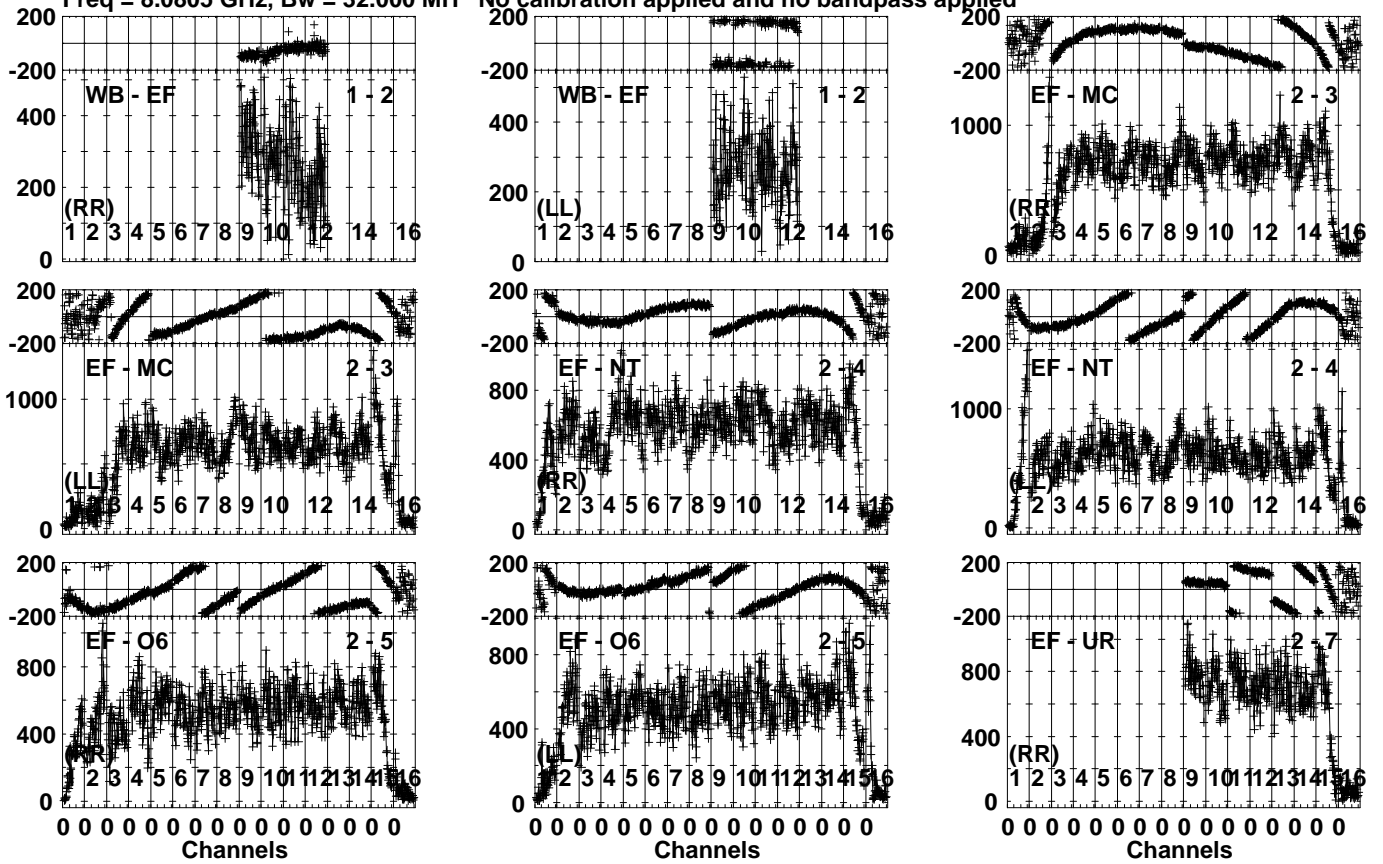 Freq = 8.0805 GHz, Bw = 32.000 MH No calibration applied and no bandpass applied
200
-200
WB - EF 1 - 2
400
200
(RR)
1 2 3 4 5 6 7 8 9 10 12 14 16
0
200
-200
WB - EF 1 - 2
400
200
(LL)
1 2 3 4 5 6 7 8 9 10 12 14 16
0
200
-200
EF - MC 2 - 3
1000
(RR)
3 4 5 6 7 8 9 10 12 14 16
0
200
-200
EF - MC 2 - 3
1000
(LL)
1 2 3 4 5 6 7 8 9 10 12 14 16
0
200
-200
EF - NT 2 - 4
800
400
(RR)
1 2 3 4 5 6 7 8 9 10 12 14 16
0
200
-200
EF - NT 2 - 4
1000
(LL)
1 2 3 4 5 6 7 8 9 10 12 14 16
0
200
-200
EF - O6 2 - 5
800
400
(RR)
2 3 4 5 6 7 8 9 10 11 12 13 14 15 16
0
200
-200
EF - O6 2 - 5
800
400
(LL)
1 2 3 4 5 6 7 8 9 10 11 12 13 14 15 16
0
200
-200
EF - UR 2 - 7
800
400
(RR)
1 2 3 4 5 6 7 8 9 10 11 12 13 14 15 16
0
0 0 0 0 0 0 0 0 0 0 0 0 0 0 0 0
Channels
0 0 0 0 0 0 0 0 0 0 0 0 0 0 0 0
Channels
0 0 0 0 0 0 0 0 0 0 0 0 0 0 0 0
Channels